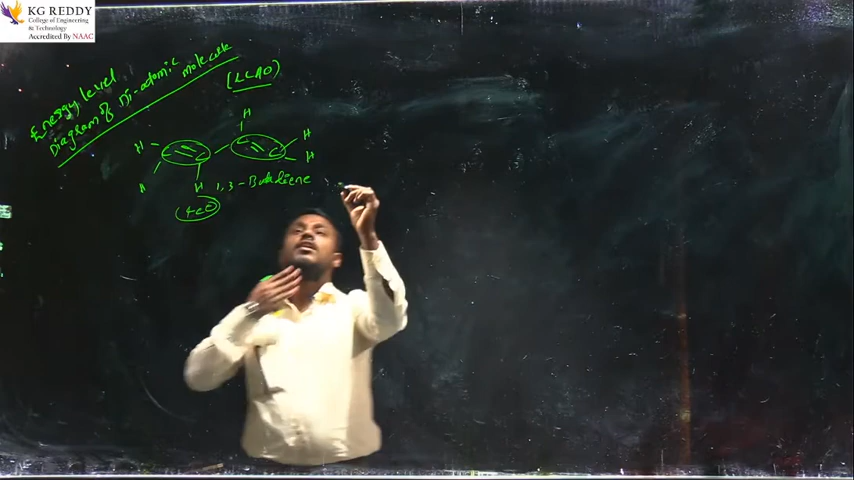 KG REDDY
College of Engineering
& Technology
Accredited By NAAC
Energy level
Diagram of Di-atomic molecule
(LCAO)
H
H
H
C
C
C
C
H
H
H
1, 3 - Butadiene